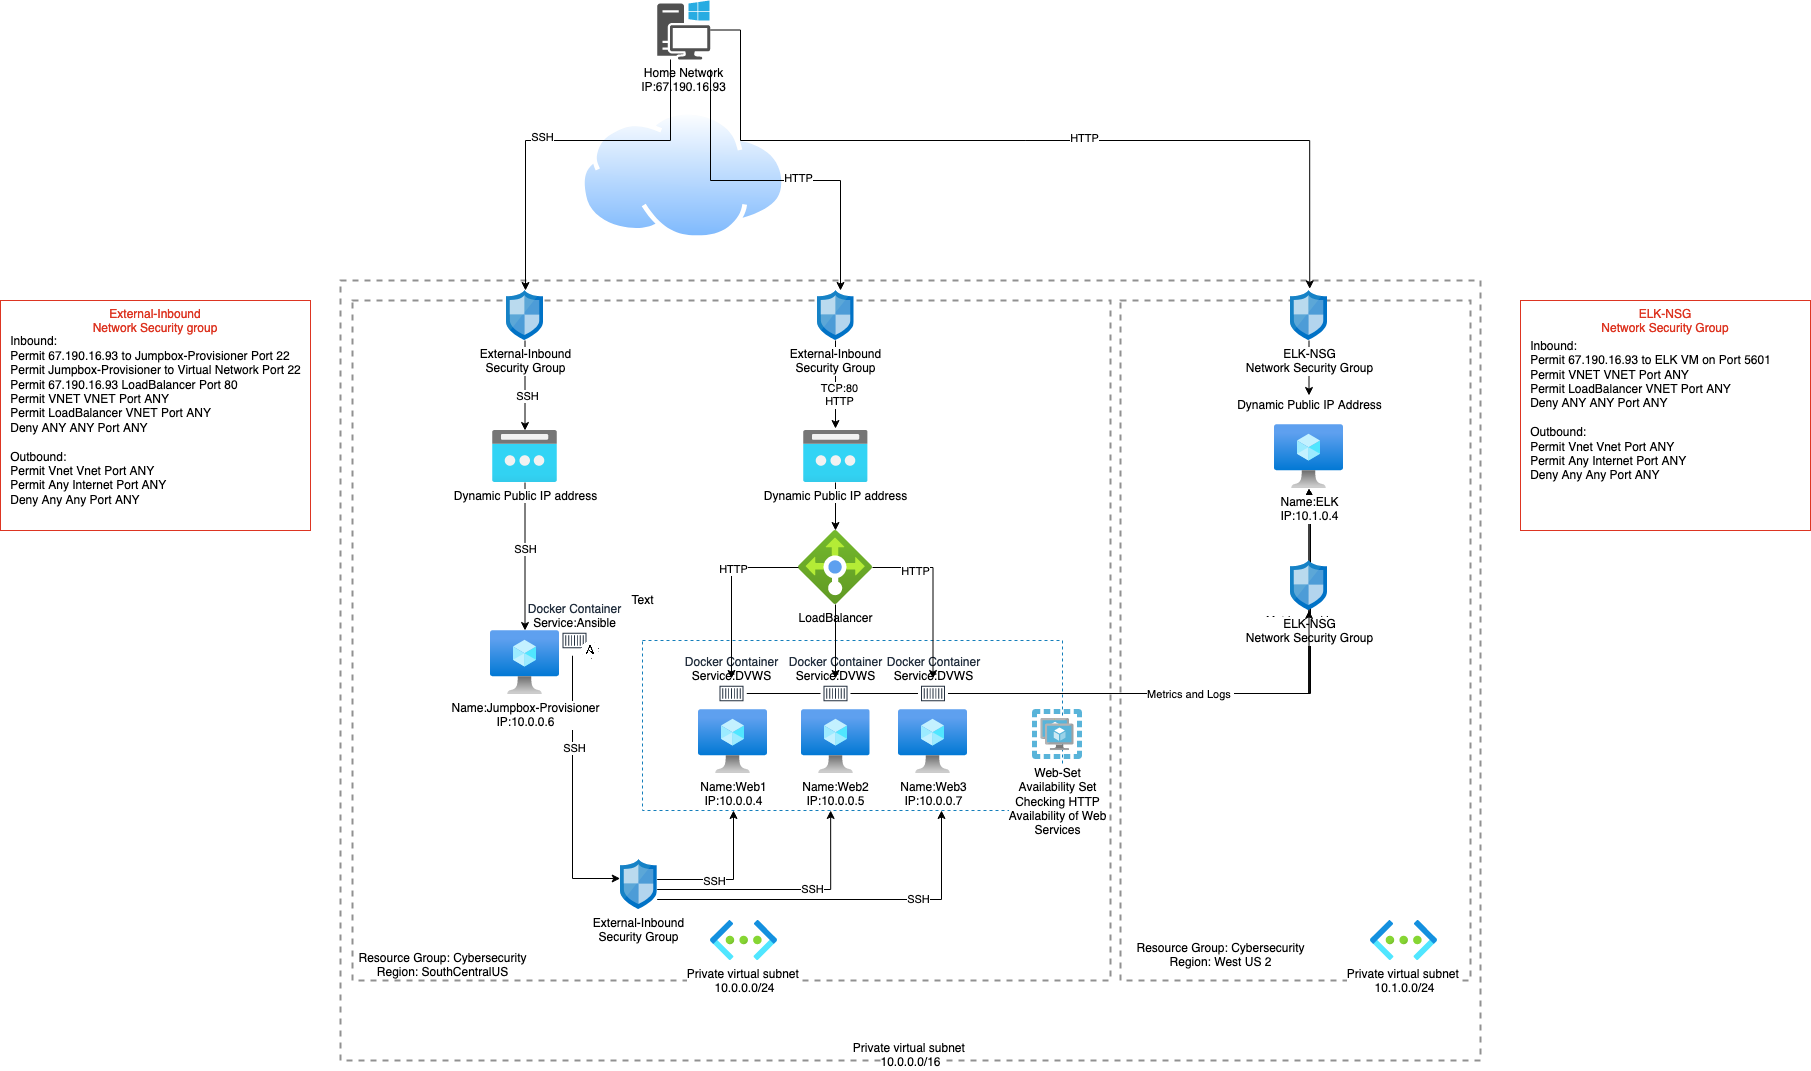 Home Network
IP:67.190.16.93
SSH
HTTP
HTTP
External-Inbound
Network Security group
Inbound:
Permit 67.190.16.93 to Jumpbox-Provisioner Port 22
Permit Jumpbox-Provisioner to Virtual Network Port 22
Permit 67.190.16.93 LoadBalancer Port 80
Permit VNET VNET Port ANY
Permit LoadBalancer VNET Port ANY
Deny ANY ANY Port ANY
Outbound:
Permit Vnet Vnet Port ANY
Permit Any Internet Port ANY
Deny Any Any Port ANY
External-Inbound
Security Group
SSH
Dynamic Public IP address
SSH
Docker Container
Service:Ansible
Text
Name:Jumpbox-Provisioner
IP:10.0.0.6
SSH
External-Inbound
Security Group
TCP:80
HTTP
Dynamic Public IP address
HTTP
HTTP
LoadBalancer
Docker Container
Service:DVWS
Docker Container
Service:DVWS
Docker Container
Service:DVWS
Name:Web1
IP:10.0.0.4
Name:Web2
IP:10.0.0.5
Name:Web3
IP:10.0.0.7
Web-Set
Availability Set
Checking HTTP
Availability of Web
Services
SSH
SSH
SSH
External-Inbound
Security Group
Resource Group: Cybersecurity
Region: SouthCentralUS
Private virtual subnet
10.0.0.0/24
ELK-NSG
Network Security Group
Dynamic Public IP Address
Name:ELK
IP:10.1.0.4
ELK-NSG
Network Security Group
Metrics and Logs
Resource Group: Cybersecurity
Region: West US 2
Private virtual subnet
10.1.0.0/24
Private virtual subnet
10.0.0.0/16
ELK-NSG
Network Security Group
Inbound:
Permit 67.190.16.93 to ELK VM on Port 5601
Permit VNET VNET Port ANY
Permit LoadBalancer VNET Port ANY
Deny ANY ANY Port ANY
Outbound:
Permit Vnet Vnet Port ANY
Permit Any Internet Port ANY
Deny Any Any Port ANY